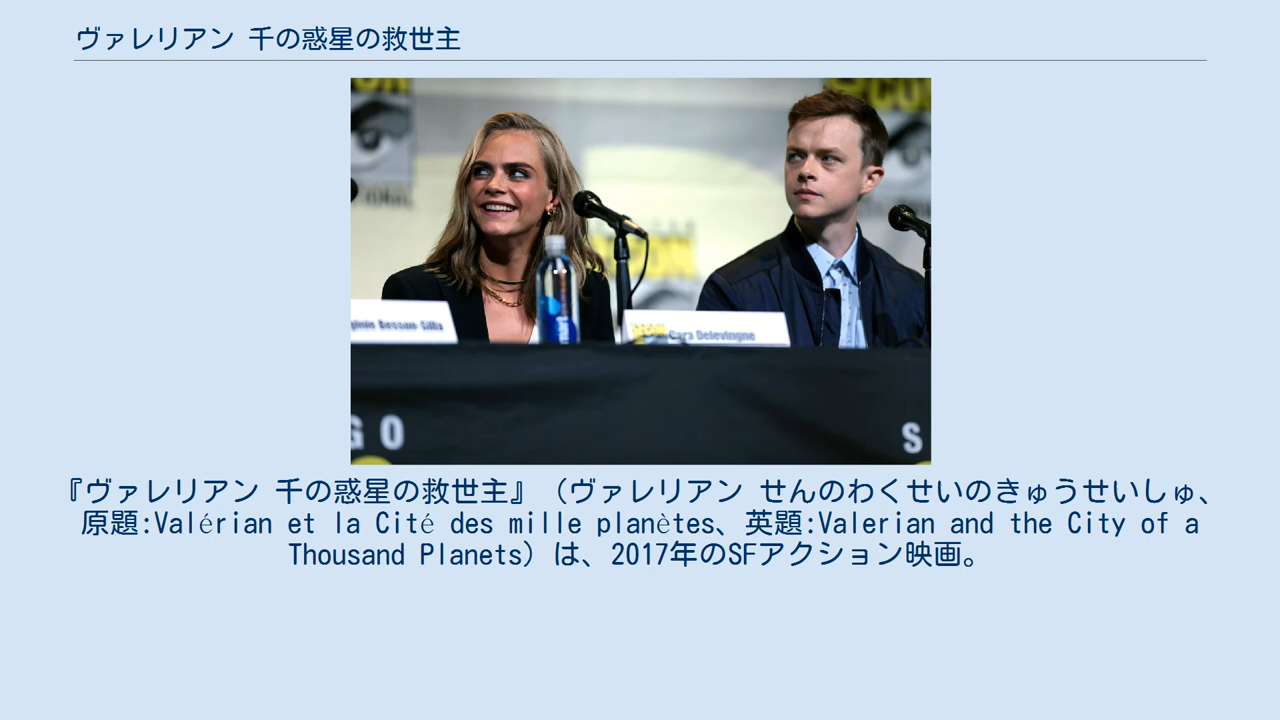 ヴァレリアン 千の惑星の救世主
CON
G O
S
Cara Delevingne
『ヴァレリアン 千の惑星の救世主』（ヴァレリアン せんのわくせいのきゅうせいしゅ、
原題:Valérian et la Cité des mille planètes、英題:Valerian and the City of a
Thousand Planets）は、2017年のSFアクション映画。